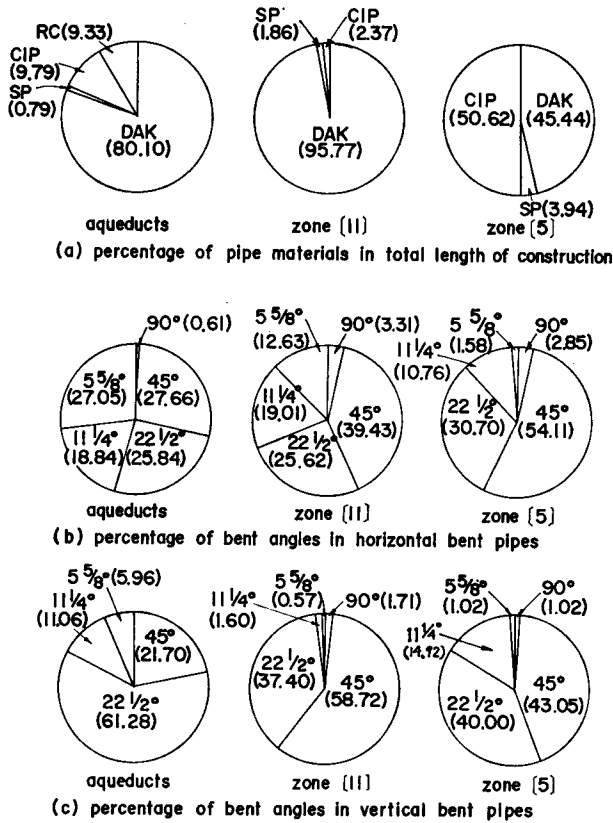 RC(9.33)
CIP
(9.79)
SP
(0.79)
DAK
(80.10)
aqueducts
SP
(1.86)
CIP
(2.37)
DAK
(95.77)
zone [11]
CIP
(50.62)
DAK
(45.44)
SP(3.94)
zone [5]
(a) percentage of pipe materials in total length of construction
90°(0.61)
5 5/8°
(27.05)
45°
(27.66)
11 1/4°
(18.84)
22 1/2°
(25.84)
aqueducts
5 5/8°
(12.63)
90°(3.31)
11 1/4°
(19.01)
45°
(39.43)
22 1/2°
(25.62)
zone [11]
5 5/8°
(1.58)
90°
(2.85)
11 1/4°
(10.76)
22 1/2°
(30.70)
45°
(54.11)
zone [5]
(b) percentage of bent angles in horizontal bent pipes
5 5/8°(5.96)
11 1/4°
(11.06)
45°
(21.70)
22 1/2°
(61.28)
aqueducts
5 5/8°
(0.57)
11 1/4°
(1.60)
90°(1.71)
22 1/2°
(37.40)
45°
(58.72)
zone [11]
5 5/8°
(1.02)
90°
(1.02)
11 1/4°
(14.92)
45°
(43.05)
22 1/2°
(40.00)
zone [5]
(c) percentage of bent angles in vertical bent pipes